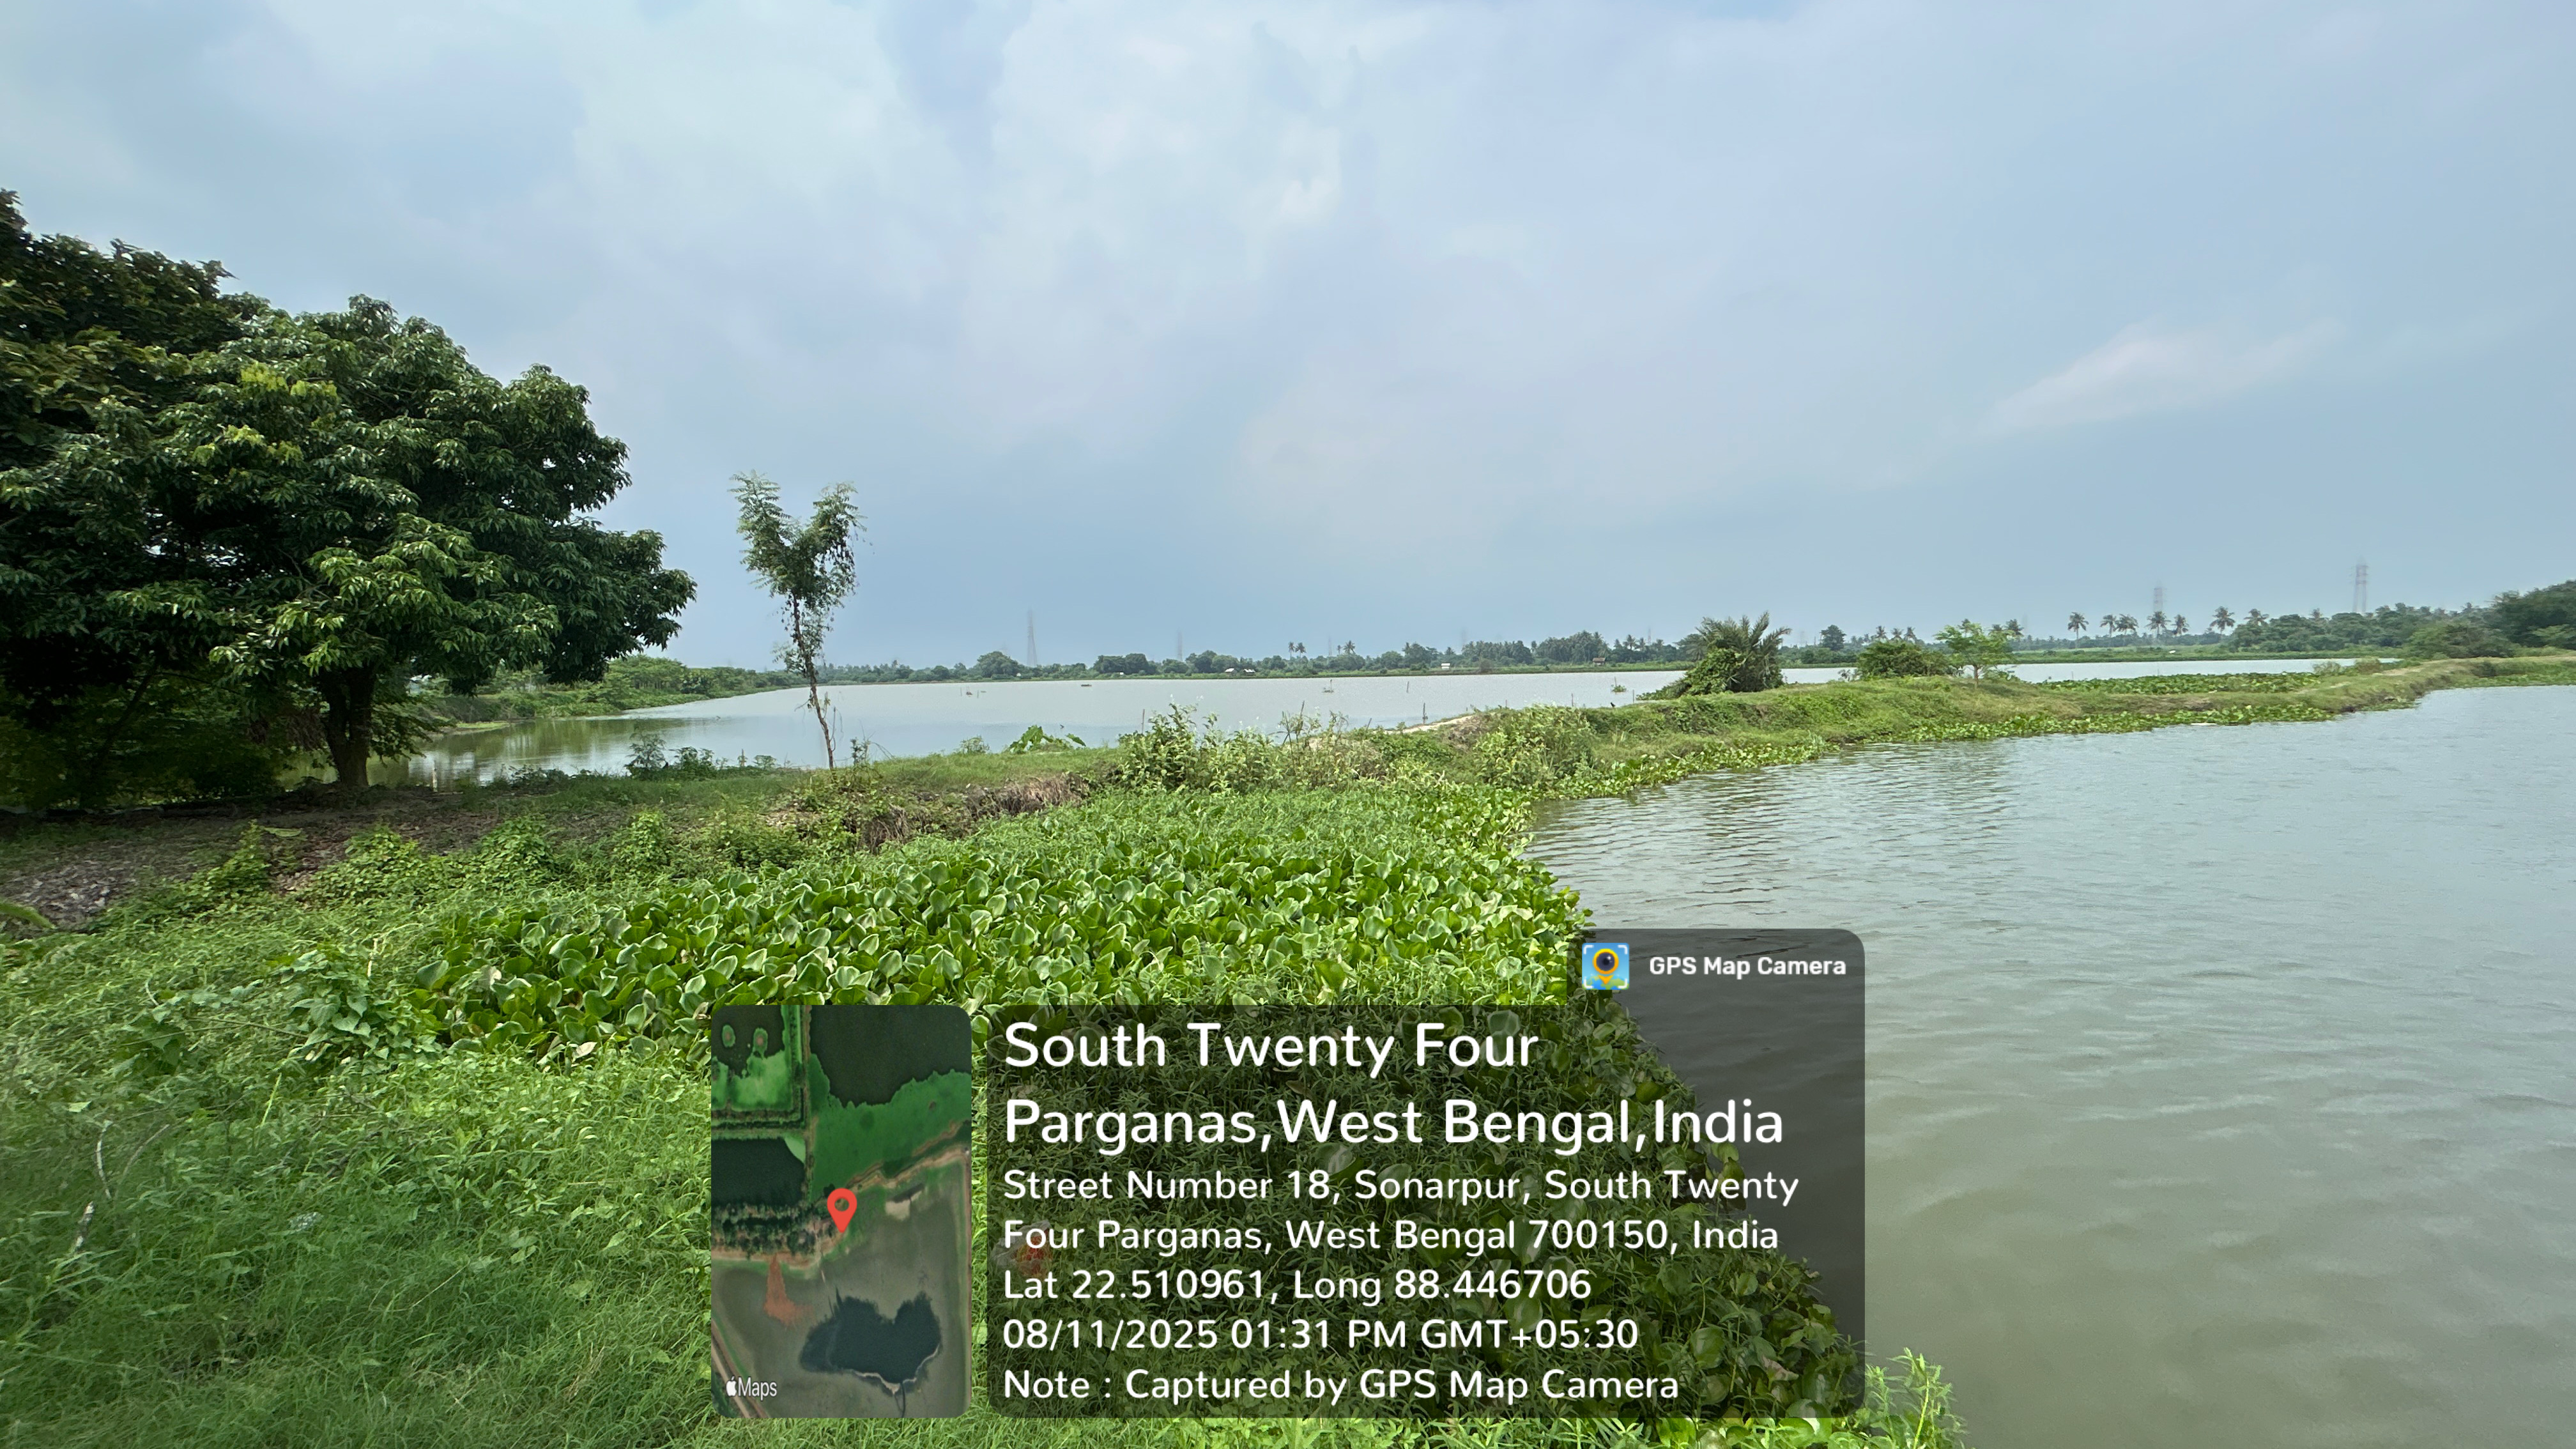 GPS Map Camera
South Twenty Four
Parganas,West Bengal,India
Street Number 18, Sonarpur, South Twenty
Four Parganas, West Bengal 700150, India
Lat 22.510961, Long 88.446706
08/11/2025 01:31 PM GMT+05:30
Note : Captured by GPS Map Camera
Maps